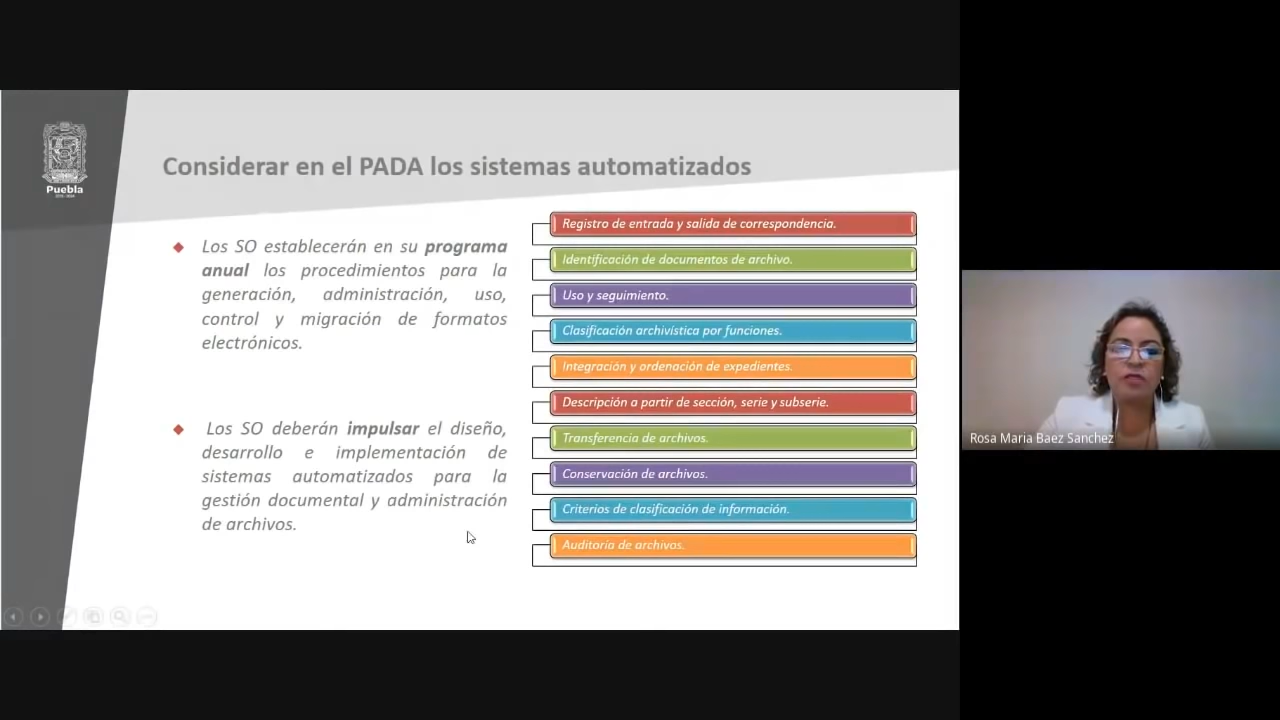 Puebla
Considerar en el PADA los sistemas automatizados
Los SO establecerán en su programa
anual los procedimientos para la
generación, administración, uso,
control y migración de formatos
electrónicos.
Los SO deberán impulsar el diseño,
desarrollo e implementación de
sistemas automatizados para la
gestión documental y administración
de archivos.
Registro de entrada y salida de correspondencia.
Identificación de documentos de archivo.
Uso y seguimiento.
Clasificación archivística por funciones.
Integración y ordenación de expedientes.
Descripción a partir de sección, serie y subserie.
Transferencia de archivos.
Conservación de archivos.
Criterios de clasificación de información.
Auditoría de archivos.
Rosa Maria Baez Sanchez